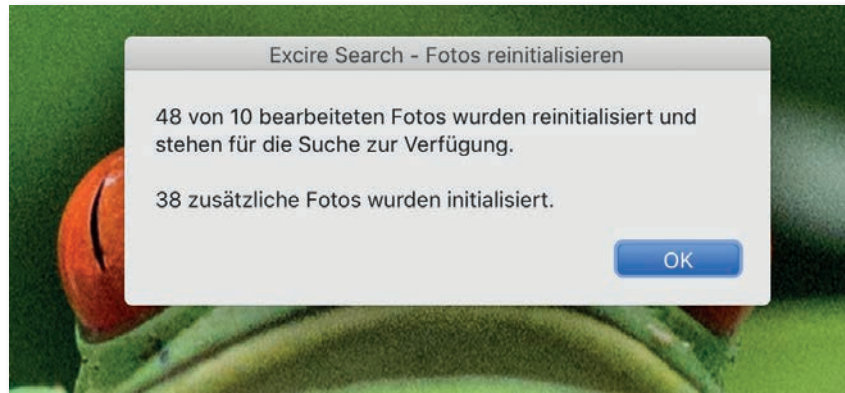 Excire Search - Fotos reinitialisieren
48 von 10 bearbeiteten Fotos wurden reinitialisiert und
stehen für die Suche zur Verfügung.
38 zusätzliche Fotos wurden initialisiert.
OK